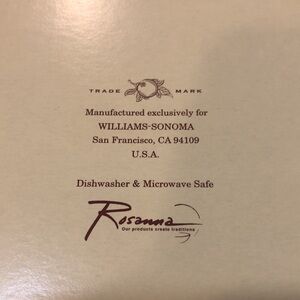 TRADE MARK
Manufactured exclusively for
WILLIAMS-SONOMA
San Francisco, CA 94109
U.S.A.
Dishwasher & Microwave Safe
Rosanna
Our products create traditions